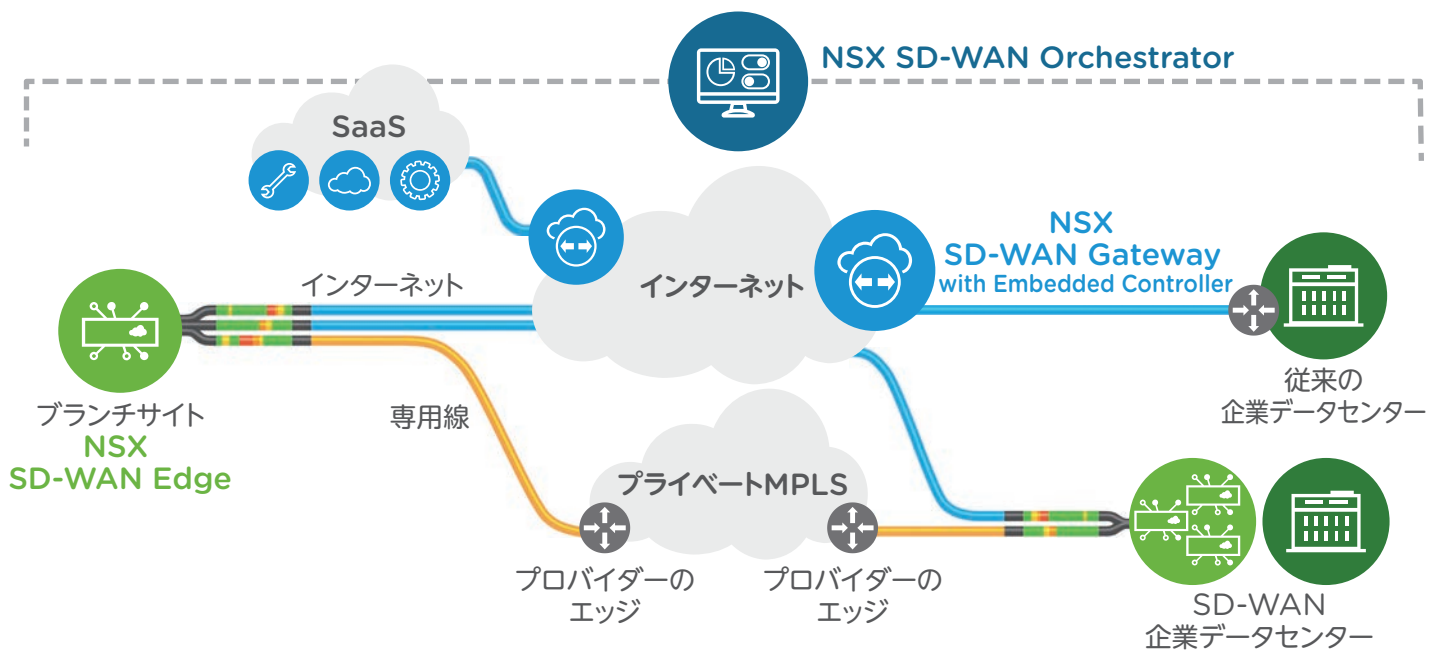 NSX SD-WAN Orchestrator
SaaS
NSX
SD-WAN Gateway
with Embedded Controller
インターネット
インターネット
従来の
企業データセンター
ブランチサイト
NSX
SD-WAN Edge
専用線
プライベートMPLS
プロバイダーの
エッジ
プロバイダーの
エッジ
SD-WAN
企業データセンター